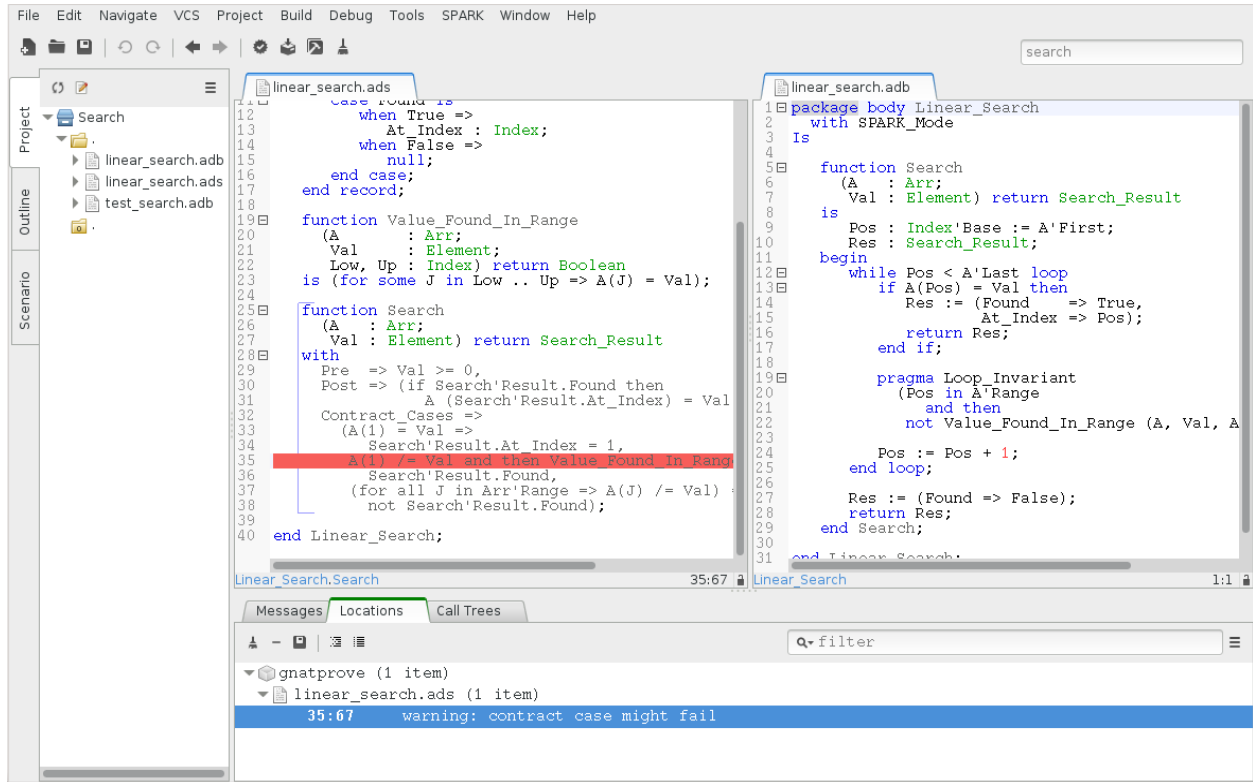 File Edit Navigate VCS Project Build Debug Tools SPARK Window Help
search
Project
Outline
Scenario
Search
.
linear_search.adb
linear_search.ads
test_search.adb
.
linear_search.ads
12 when True =>
13 At_Index : Index;
14 when False =>
15 null;
16 end case;
17 end record;
18
19 function Value_Found_In_Range
20 (A : Arr;
21 Val : Element;
22 Low, Up : Index) return Boolean
23 is (for some J in Low .. Up => A(J) = Val);
24
25 function Search
26 (A : Arr;
27 Val : Element) return Search_Result
28 with
29 Pre => Val >= 0,
30 Post => (if Search'Result.Found then
31 A (Search'Result.At_Index) = Val
32 Contract_Cases =>
33 (A(1) = Val =>
34 Search'Result.At_Index = 1,
35 A(1) /= Val and then Value_Found_In_Rang
36 Search'Result.Found,
37 (for all J in Arr'Range => A(J) /= Val)
38 not Search'Result.Found);
39
40 end Linear_Search;
Linear_Search.Search 35:67
linear_search.adb
1 package body Linear_Search
2 with SPARK_Mode
3 Is
4
5 function Search
6 (A : Arr;
7 Val : Element) return Search_Result
8 is
9 Pos : Index'Base := A'First;
10 Res : Search_Result;
11 begin
12 while Pos < A'Last loop
13 if A(Pos) = Val then
14 Res := (Found => True,
15 At_Index => Pos);
16 return Res;
17 end if;
18
19 pragma Loop_Invariant
20 (Pos in A'Range
21 and then
22 not Value_Found_In_Range (A, Val, A
23
24 Pos := Pos + 1;
25 end loop;
26
27 Res := (Found => False);
28 return Res;
29 end Search;
30
31 end Linear_Search;
Linear_Search 1:1
Messages Locations Call Trees
filter
gnatprove (1 item)
linear_search.ads (1 item)
35:67 warning: contract case might fail